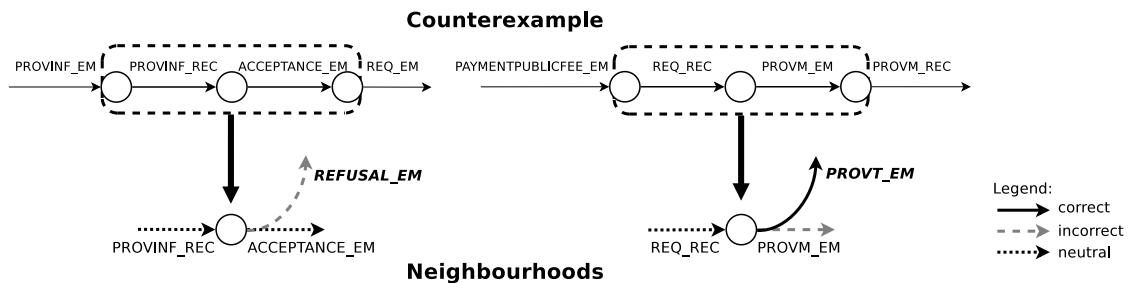 Counterexample
PROVINF_EM PROVINF_REC ACCEPTANCE_EM REQ_EM
PAYMENTPUBLICFEE_EM REQ_REC PROVM_EM PROVM_REC
REFUSAL_EM
PROVT_EM
PROVINF_REC ACCEPTANCE_EM
REQ_REC PROVM_EM
Legend:
correct
incorrect
neutral
Neighbourhoods